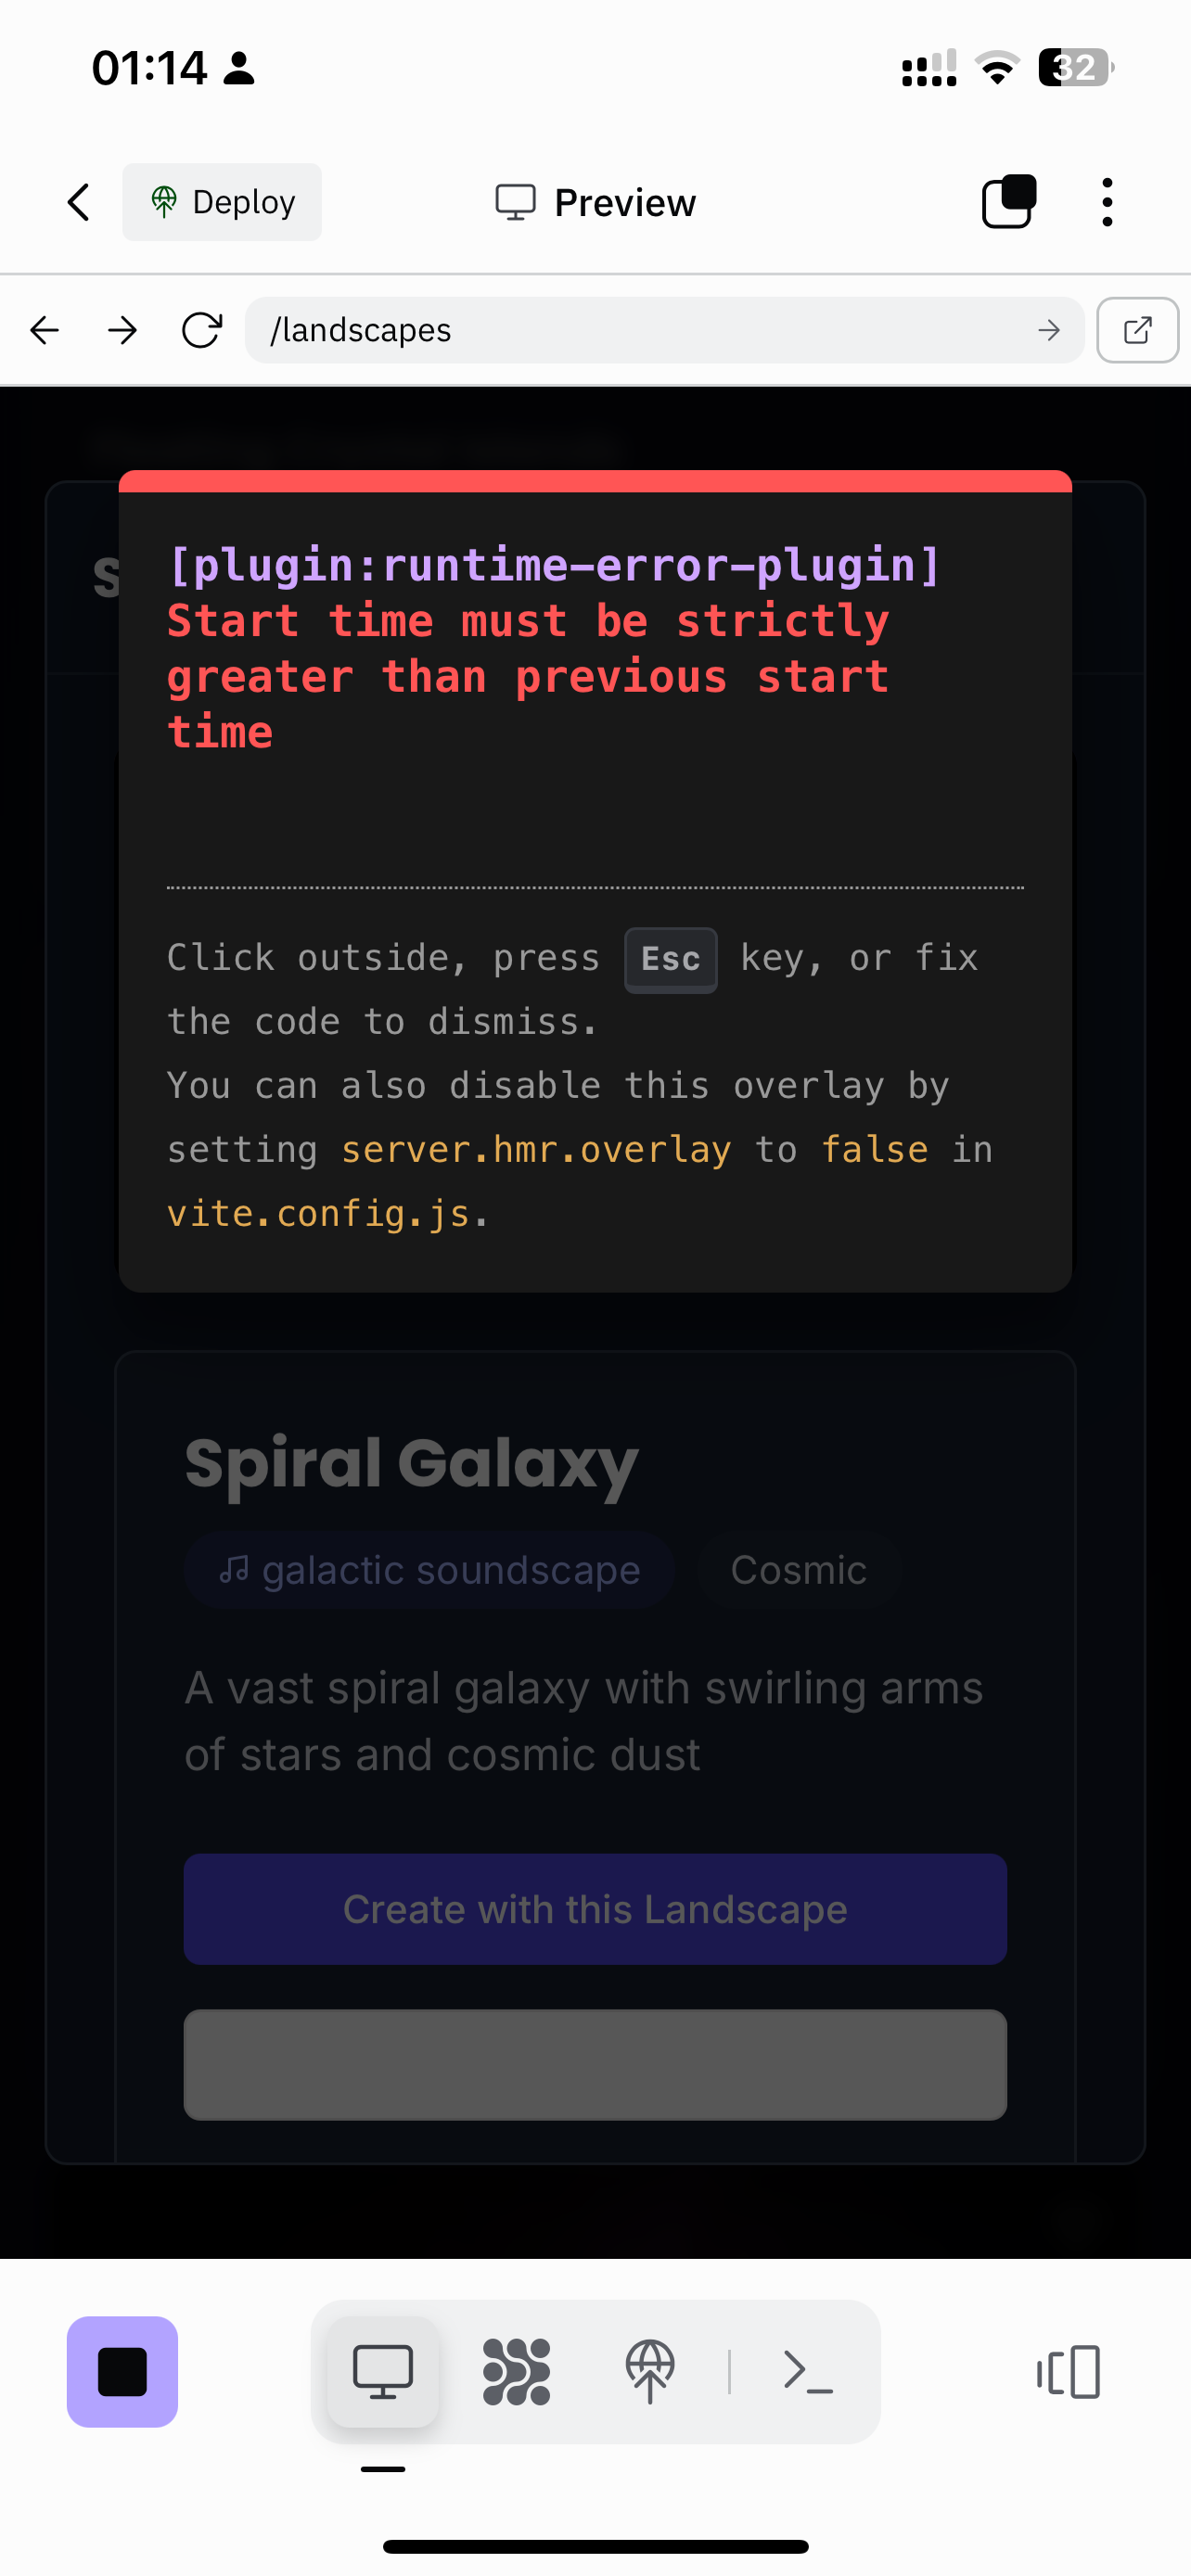 01:14
32
Deploy
Preview
/landscapes
S
[plugin:runtime-error-plugin]
Start time must be strictly
greater than previous start
time
Click outside, press Esc key, or fix
the code to dismiss.
You can also disable this overlay by
setting server.hmr.overlay to false in
vite.config.js.
Spiral Galaxy
galactic soundscape
Cosmic
A vast spiral galaxy with swirling arms
of stars and cosmic dust
Create with this Landscape